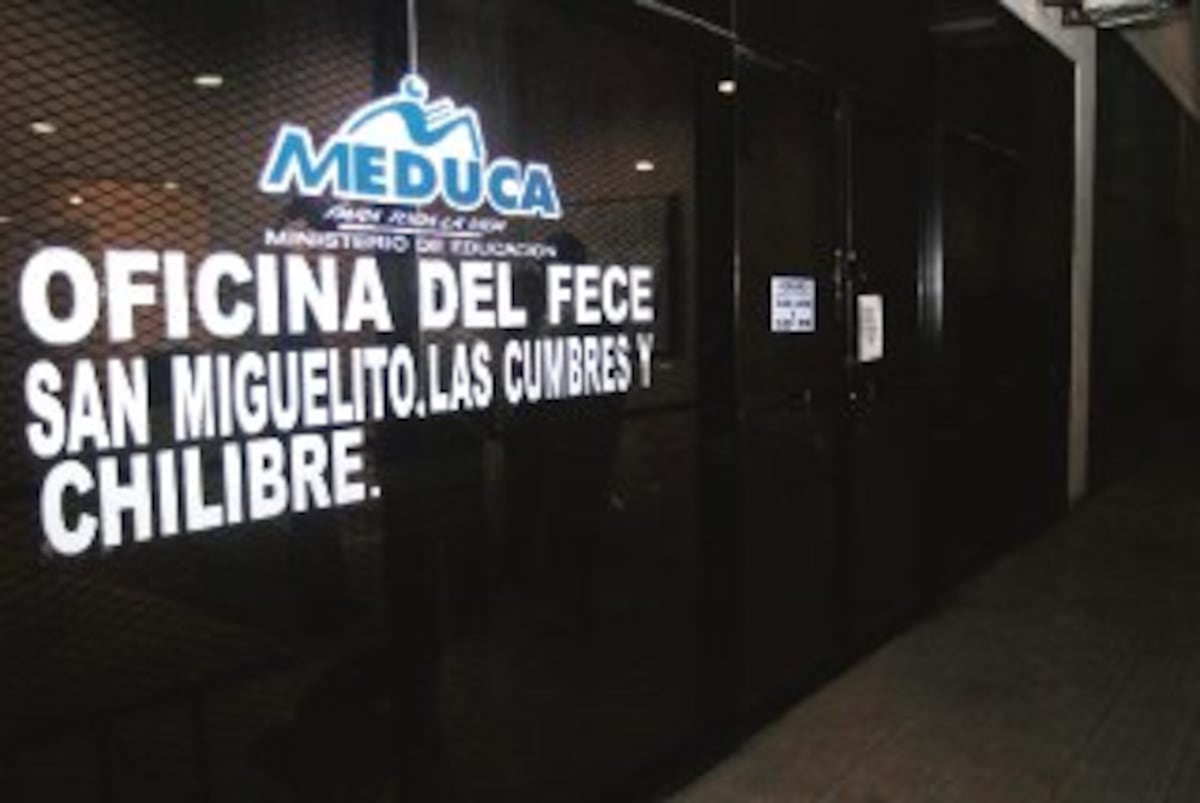 MEDUCA
MINISTERIO DE EDUCACIÓN
OFICINA DEL FECE
SAN MIGUELITO, LAS CUMBRES Y
CHILIBRE.